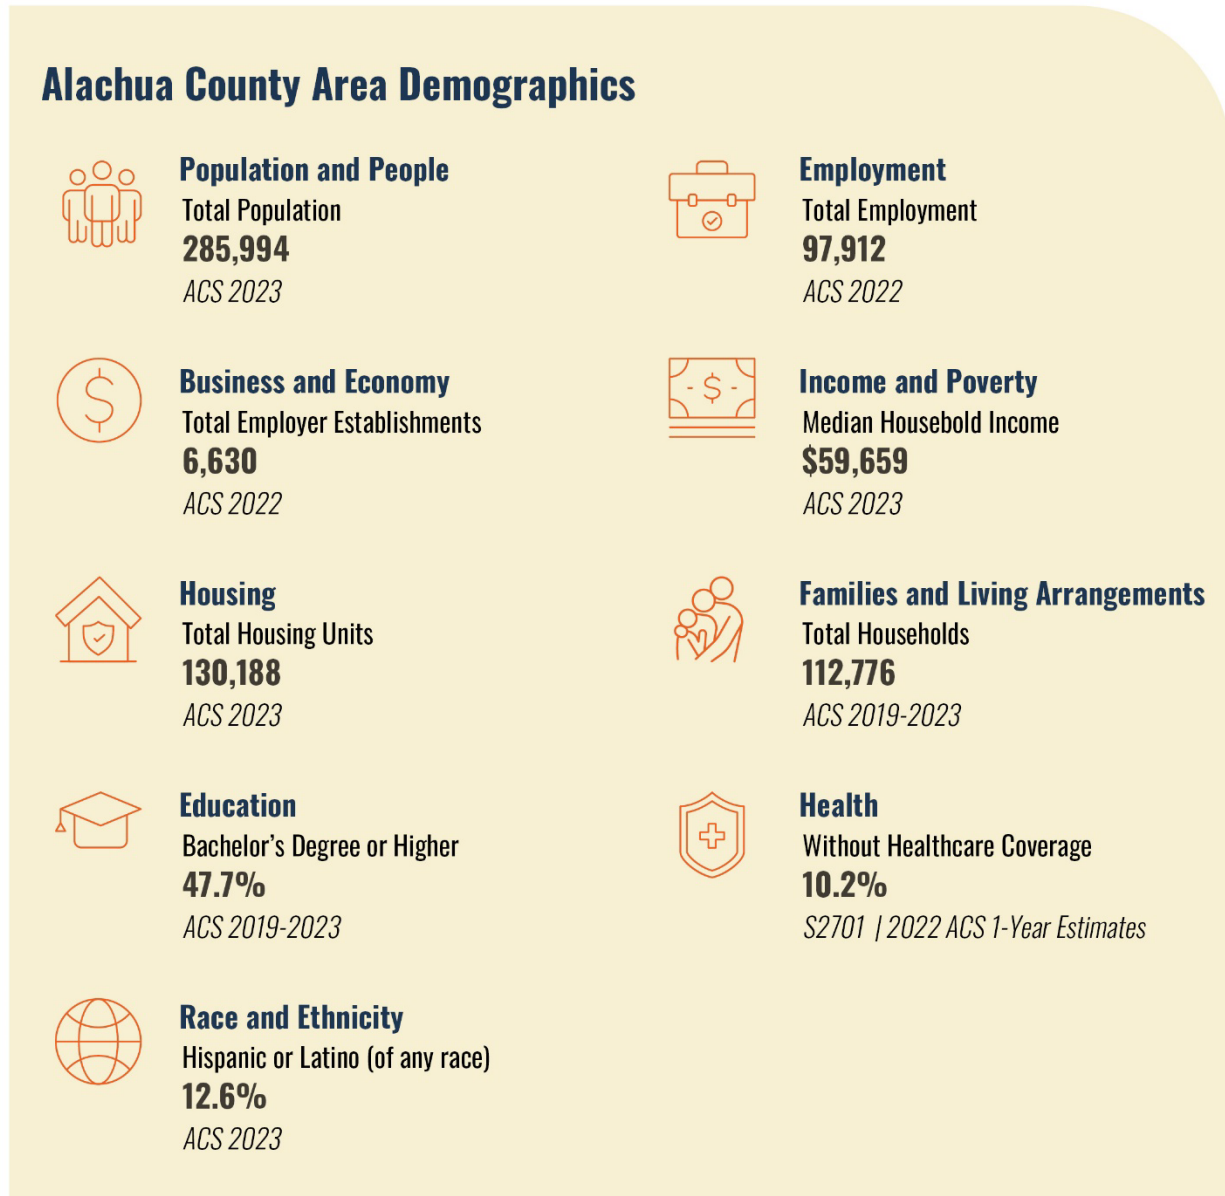 Alachua County Area Demographics
Population and People
Total Population
285,994
ACS 2023
Employment
Total Employment
97,912
ACS 2022
Business and Economy
Total Employer Establishments
6,630
ACS 2022
Income and Poverty
Median Housebold Income
$59,659
ACS 2023
Housing
Total Housing Units
130,188
ACS 2023
Families and Living Arrangements
Total Households
112,776
ACS 2019-2023
Education
Bachelor’s Degree or Higher
47.7%
ACS 2019-2023
Health
Without Healthcare Coverage
10.2%
S2701 | 2022 ACS 1-Year Estimates
Race and Ethnicity
Hispanic or Latino (of any race)
12.6%
ACS 2023